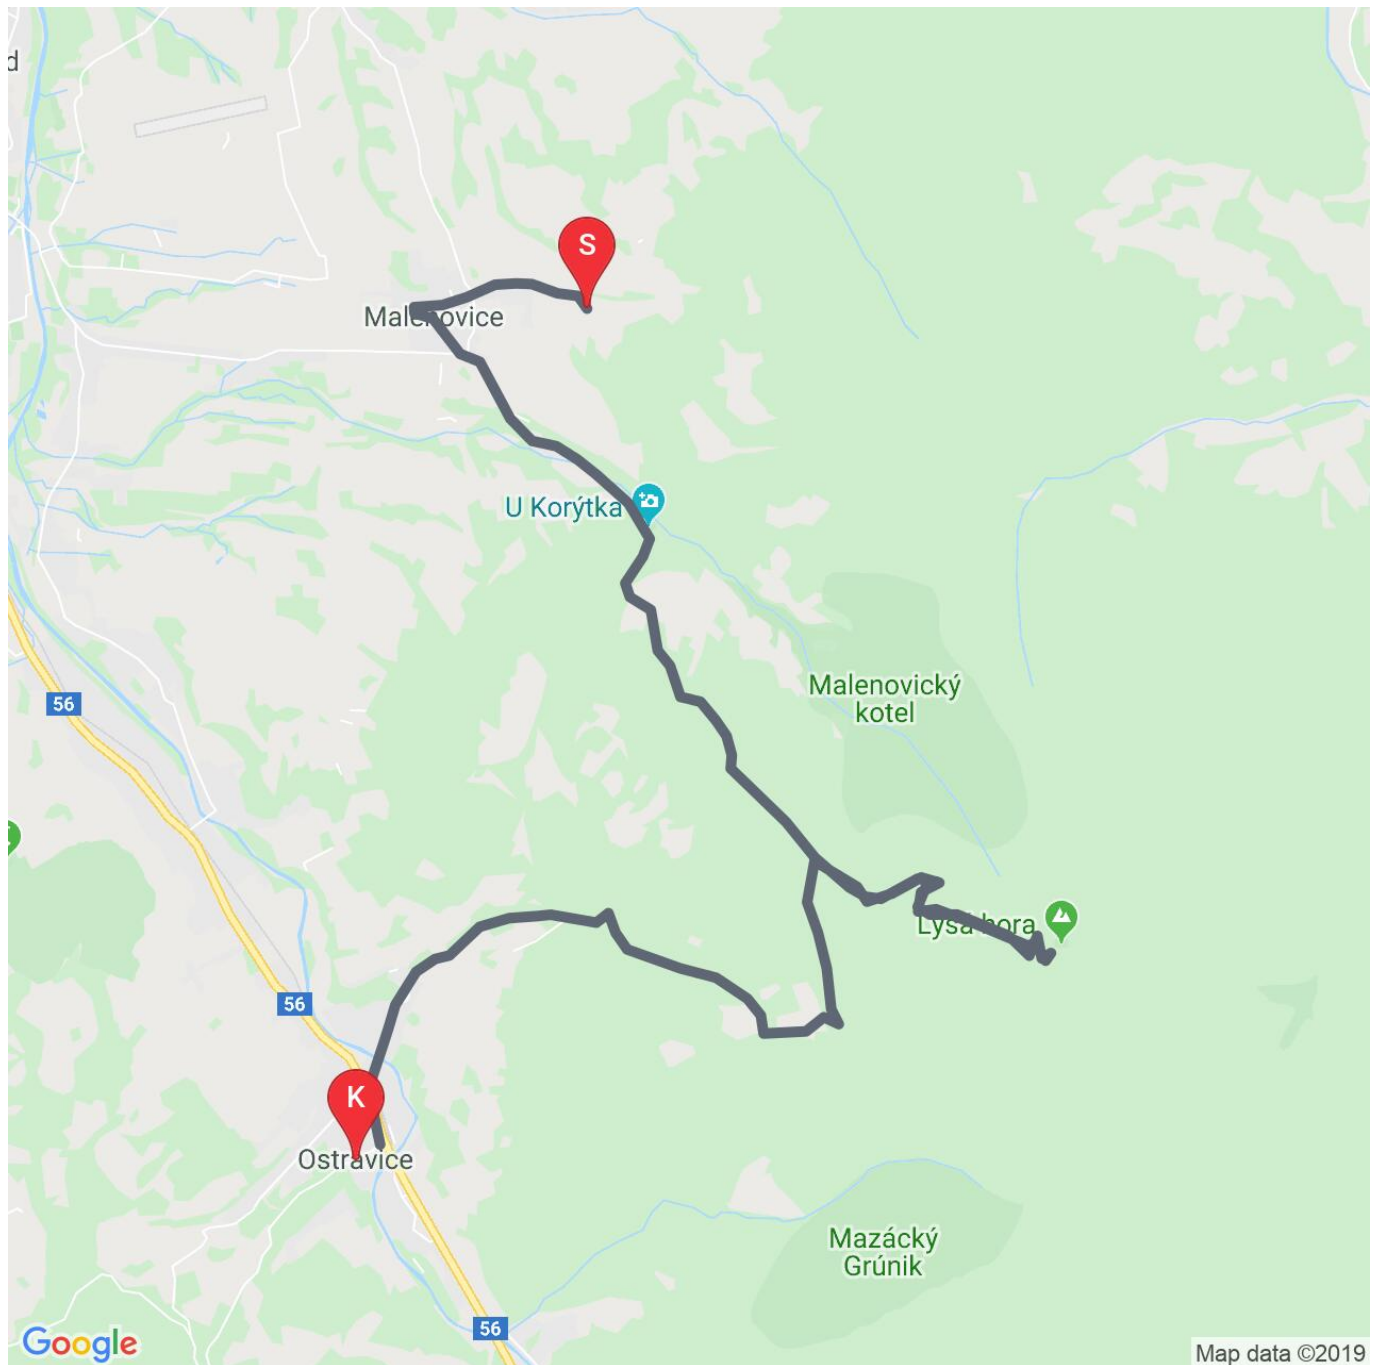 d
S
Malenovice
U Korýtka
Malenovický
kotel
56
Lysá hora
56
K
Ostravice
Mazácký
Grúnik
56
Google
Map data ©2019